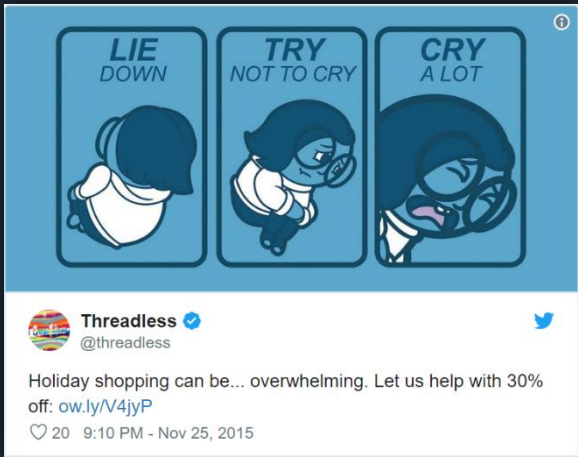 LIE
DOWN
TRY
NOT TO CRY
CRY
A LOT
Threadless
@threadless
Holiday shopping can be... overwhelming. Let us help with 30%
off: ow.ly/V4jyP
20 9:10 PM - Nov 25, 2015